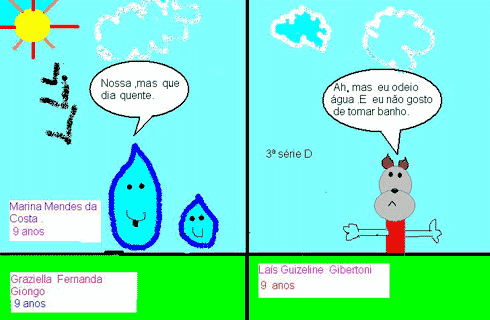 Nossa ,mas que
dia quente.
Marina Mendes da
Costa .
9 anos
Graziella Fernanda
Giongo
9 anos
Ah, mas eu odeio
água .E eu não gosto
de tomar banho.
3ª série D
Laís Guizeline Gibertoni
9 anos